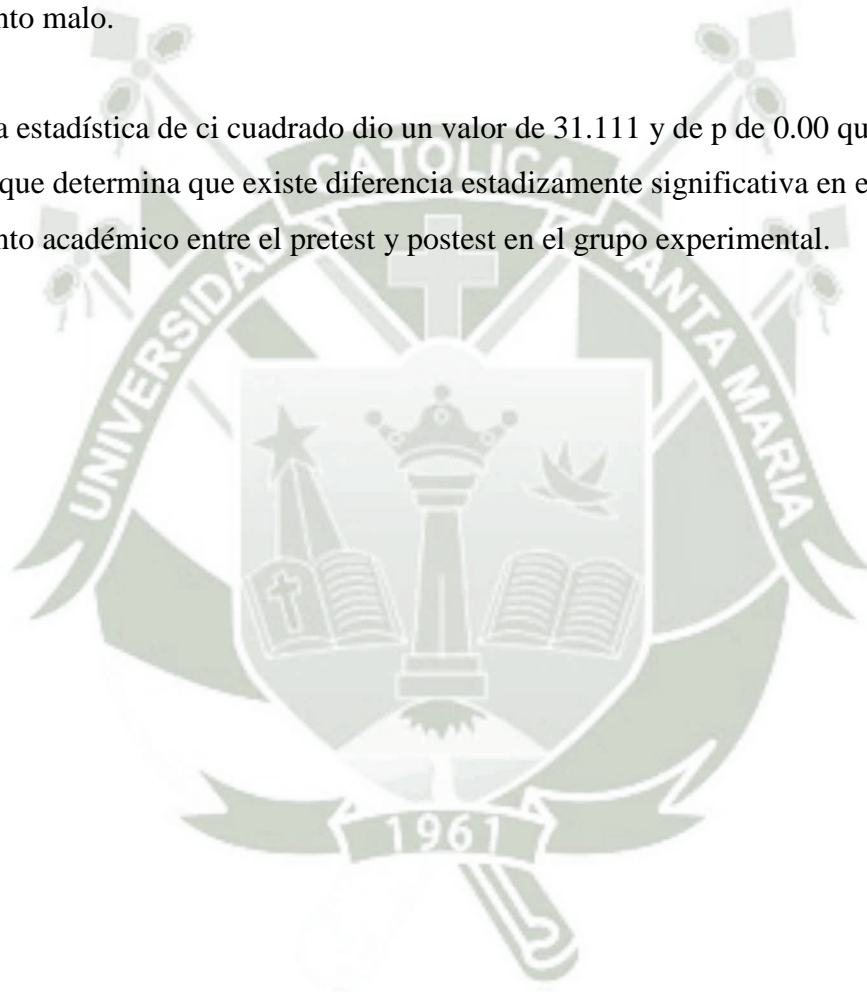 nto malo.
a estadística de ci cuadrado dio un valor de 31.111 y de p de 0.00 qu
que determina que existe diferencia estadizamente significativa en e
nto académico entre el pretest y postest en el grupo experimental.
UNIVERSIDAD CATOLICA SANTA MARIA
1961